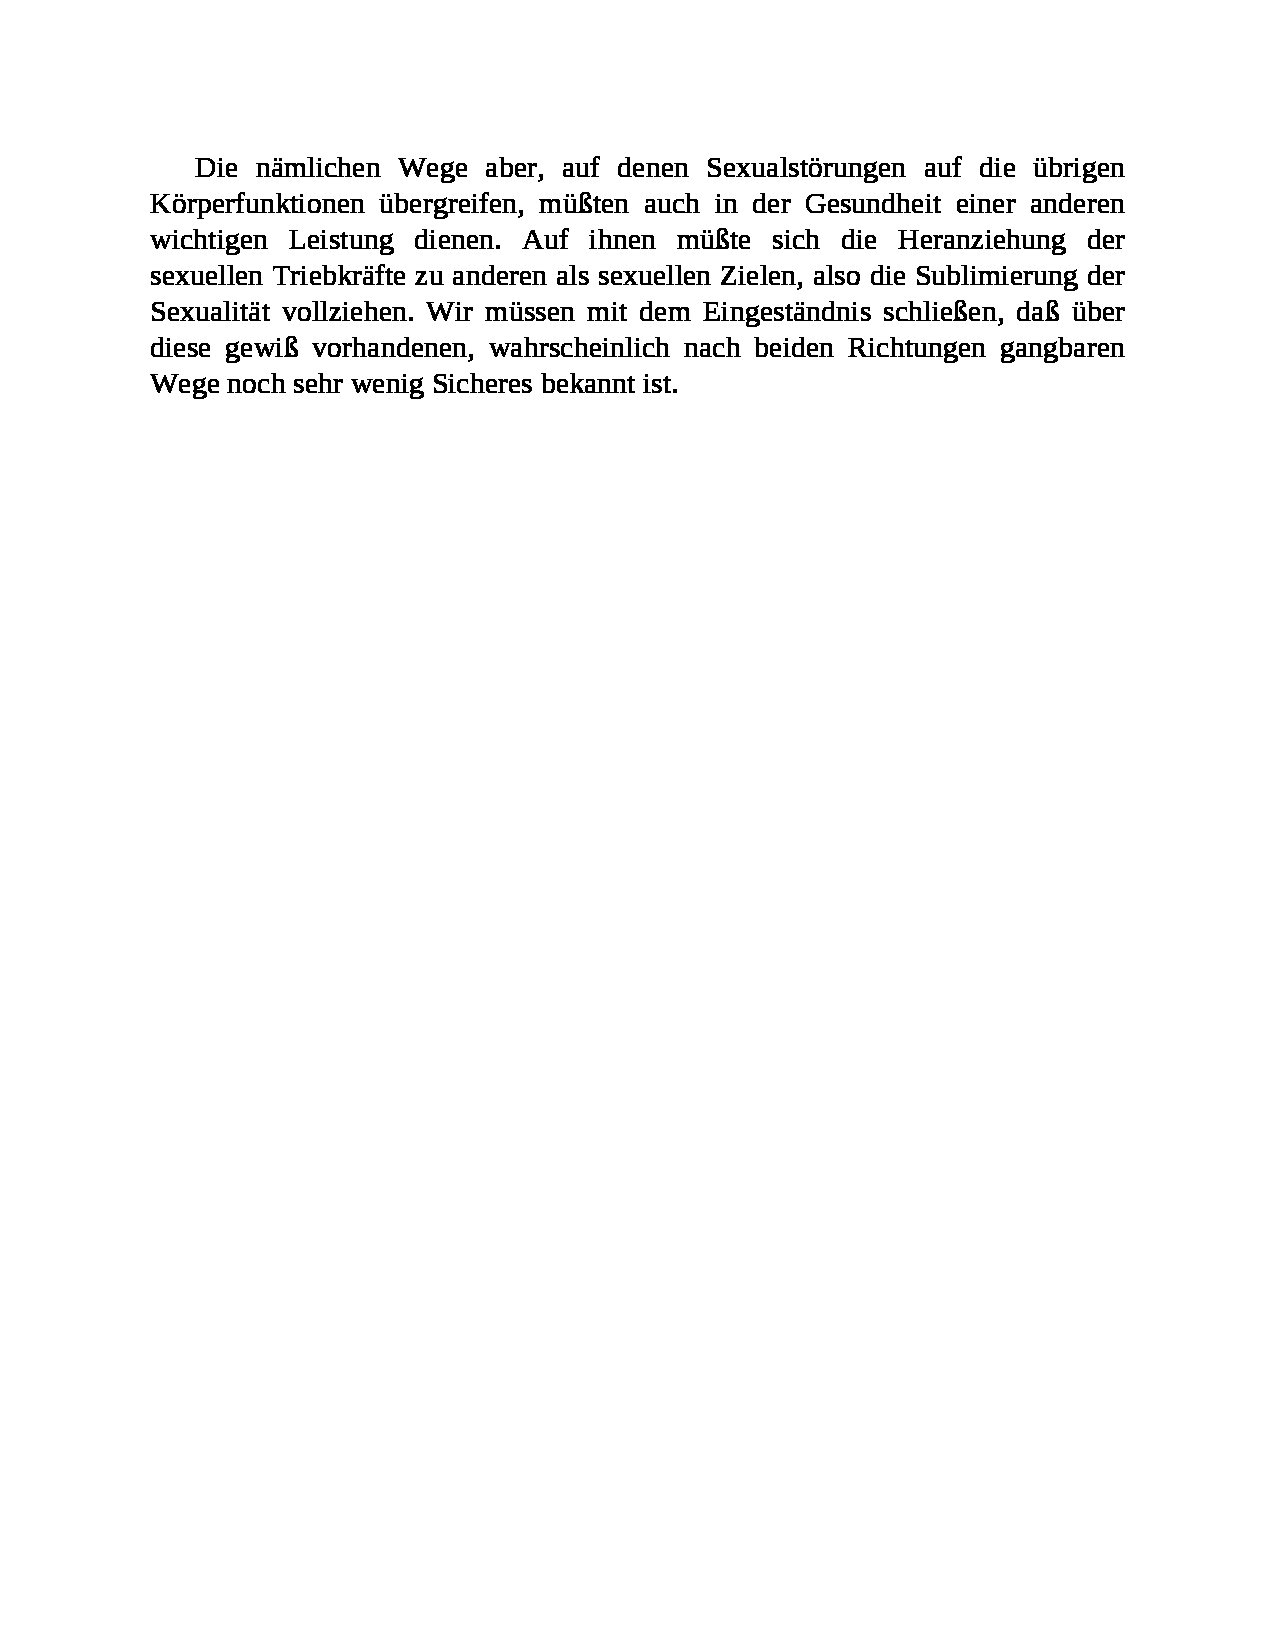 Die nämlichen Wege aber, auf denen Sexualstörungen auf die übrigen
Körperfunktionen übergreifen, müßten auch in der Gesundheit einer anderen
wichtigen Leistung dienen. Auf ihnen müßte sich die Heranziehung der
sexuellen Triebkräfte zu anderen als sexuellen Zielen, also die Sublimierung der
Sexualität vollziehen. Wir müssen mit dem Eingeständnis schließen, daß über
diese gewiß vorhandenen, wahrscheinlich nach beiden Richtungen gangbaren
Wege noch sehr wenig Sicheres bekannt ist.